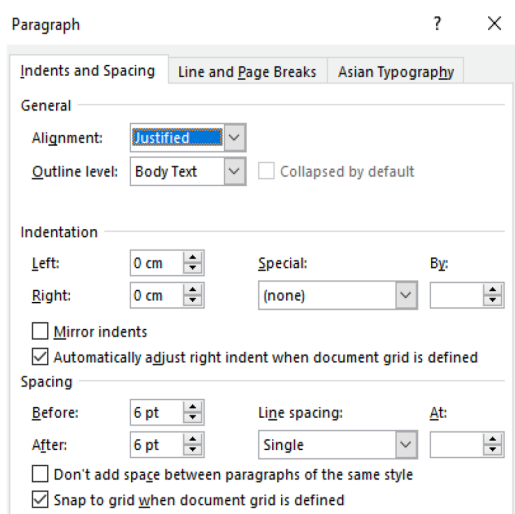 Paragraph ?
Indents and Spacing Line and Page Breaks Asian Typography
General
Alignment: Justified
Outline level: Body Text Collapsed by default
Indentation
Left: 0 cm Special: By:
Right: 0 cm (none)
Mirror indents
Automatically adjust right indent when document grid is defined
Spacing
Before: 6 pt Line spacing: At:
After: 6 pt Single
Don't add space between paragraphs of the same style
Snap to grid when document grid is defined